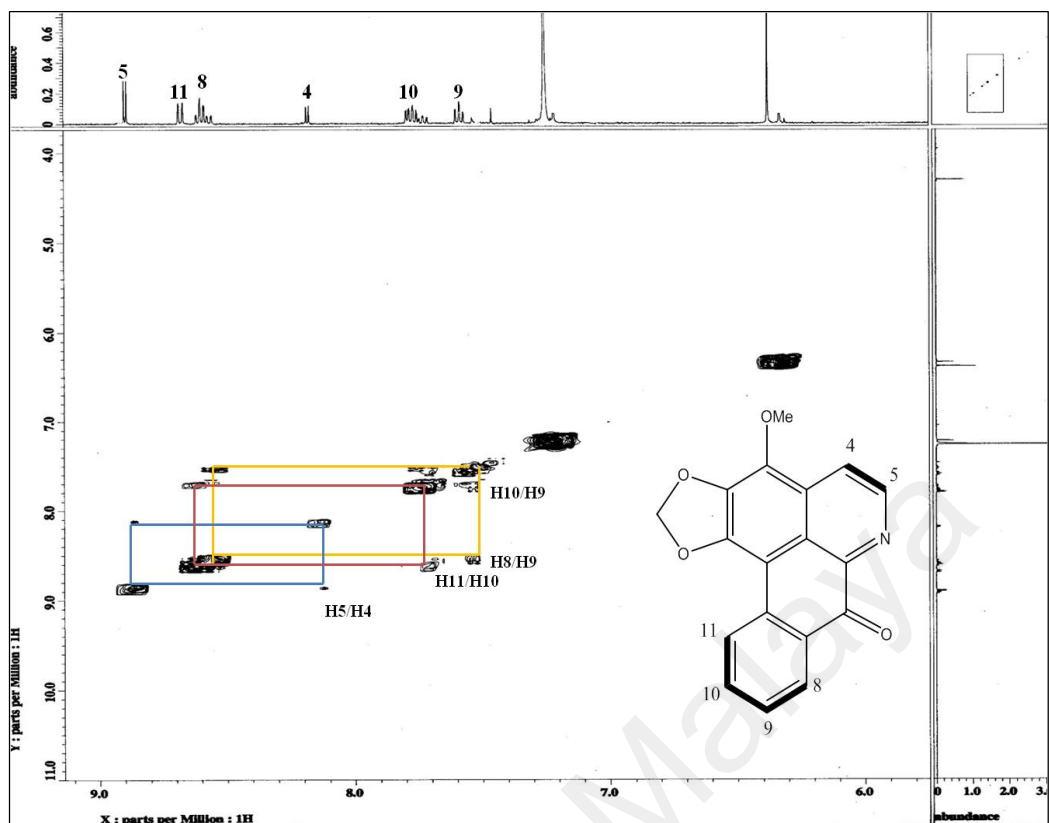 abundance
0.6
0.4
0.2
0
5
11
8
4
10
9
4.0
5.0
6.0
7.0
8.0
9.0
10.0
11.0
Y : parts per Million : 1H
H10/H9
H8/H9
H11/H10
H5/H4
OMe
4
5
O
O
N
O
11
10
9
8
Malaya
9.0
8.0
7.0
6.0
X : parts per Million : 1H
0
1.0
2.0
3.
abundance